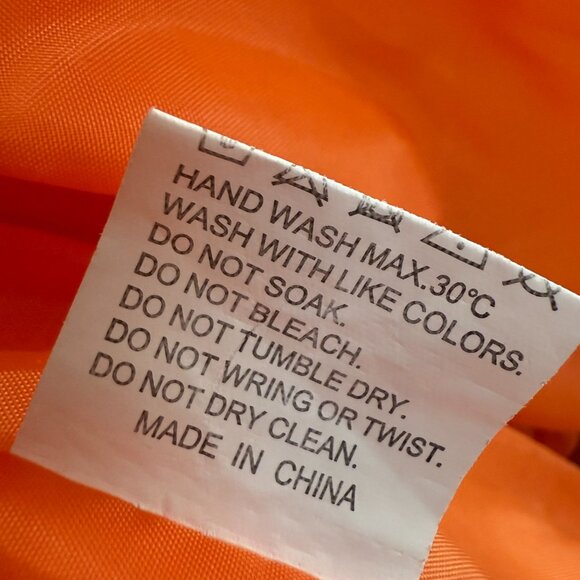 HAND WASH MAX.30°C
WASH WITH LIKE COLORS.
DO NOT SOAK.
DO NOT BLEACH.
DO NOT TUMBLE DRY.
DO NOT WRING OR TWIST.
DO NOT DRY CLEAN.
MADE IN CHINA